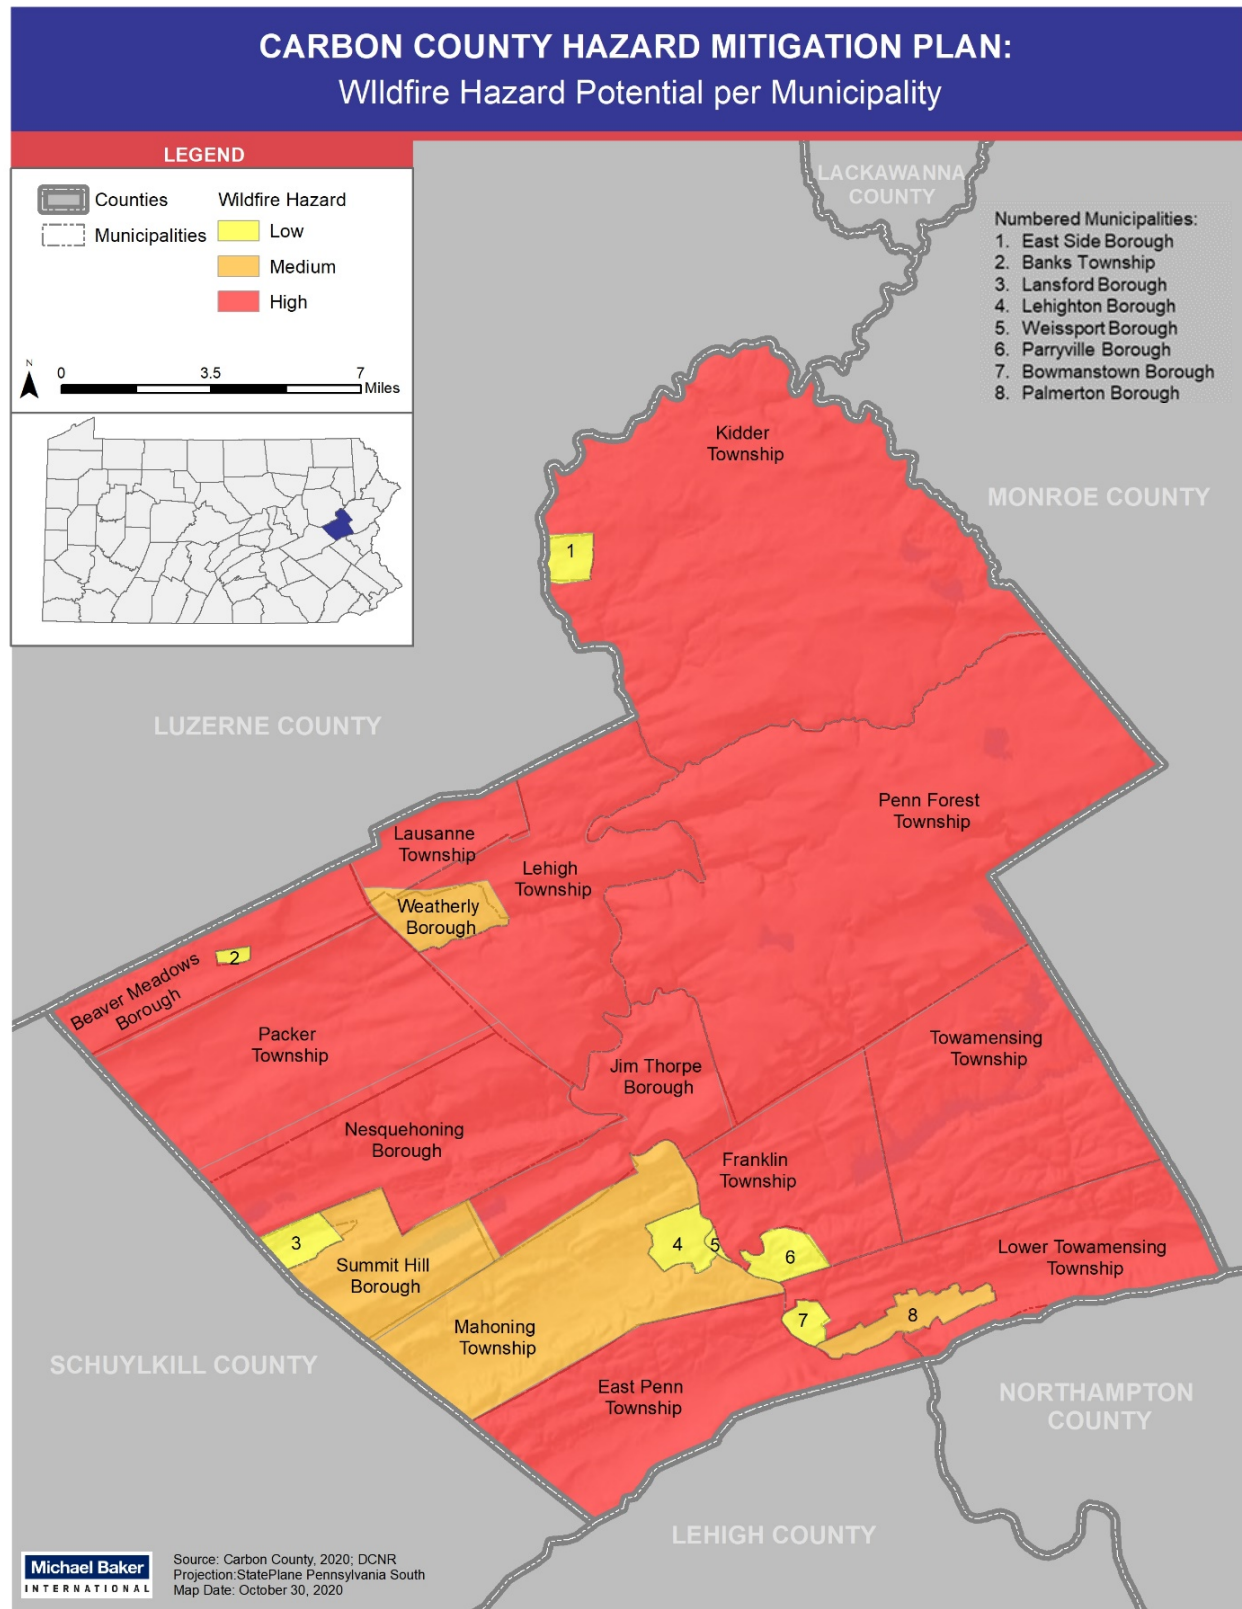 CARBON COUNTY HAZARD MITIGATION PLAN:
WIldfire Hazard Potential per Municipality
LEGEND
Counties
Municipalities
Wildfire Hazard
Low
Medium
High
N
0 3.5 7
Miles
LACKAWANNA
COUNTY
Numbered Municipalities:
1. East Side Borough
2. Banks Township
3. Lansford Borough
4. Lehighton Borough
5. Weissport Borough
6. Parryville Borough
7. Bowmanstown Borough
8. Palmerton Borough
Kidder
Township
MONROE COUNTY
1
LUZERNE COUNTY
Penn Forest
Township
Lausanne
Township
Lehigh
Township
Weatherly
Borough
2
Beaver Meadows
Borough
Packer
Township
Towamensing
Township
Jim Thorpe
Borough
Nesquehoning
Borough
Franklin
Township
3
4
5
6
Summit Hill
Borough
Lower Towamensing
Township
7
8
Mahoning
Township
SCHUYLKILL COUNTY
East Penn
Township
NORTHAMPTON
COUNTY
LEHIGH COUNTY
Michael Baker
INTERNATIONAL
Source: Carbon County, 2020; DCNR
Projection:StatePlane Pennsylvania South
Map Date: October 30, 2020